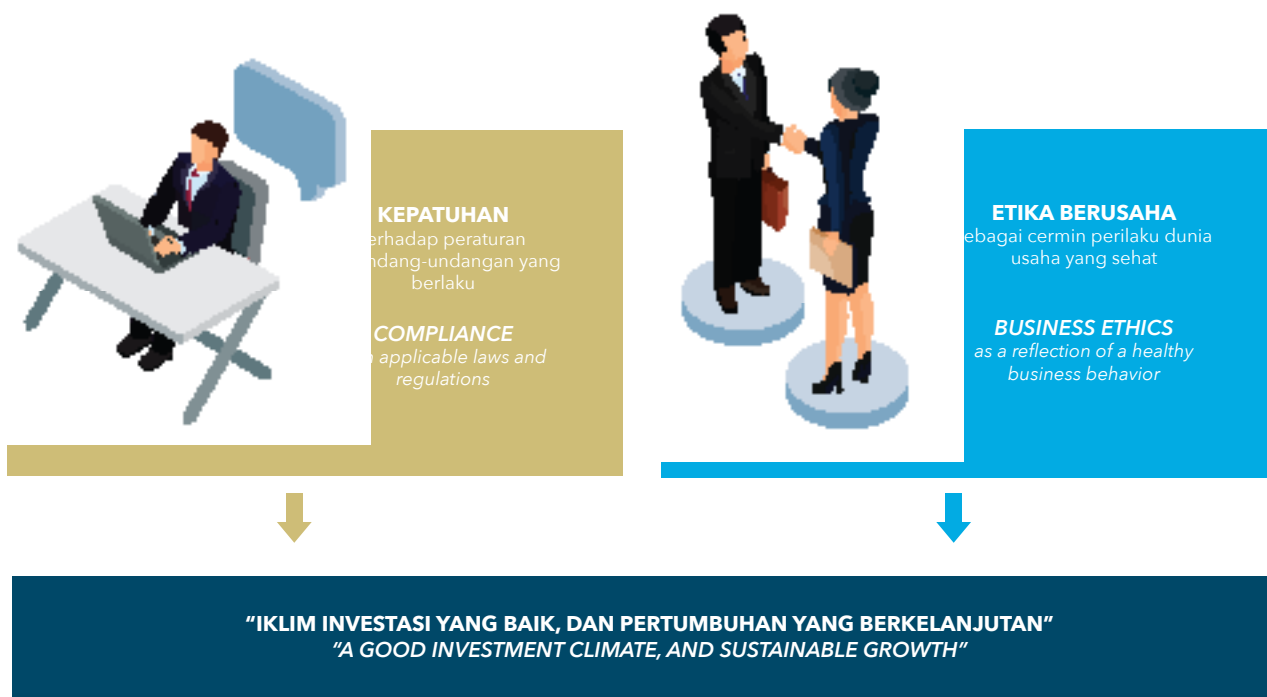 KEPATUHAN
erhadap peraturan
ndang-undangan yang
berlaku
COMPLIANCE
applicable laws and
regulations
ETIKA BERUSAHA
ebagai cermin perilaku dunia
usaha yang sehat
BUSINESS ETHICS
as a reflection of a healthy
business behavior
“IKLIM INVESTASI YANG BAIK, DAN PERTUMBUHAN YANG BERKELANJUTAN”
“A GOOD INVESTMENT CLIMATE, AND SUSTAINABLE GROWTH”